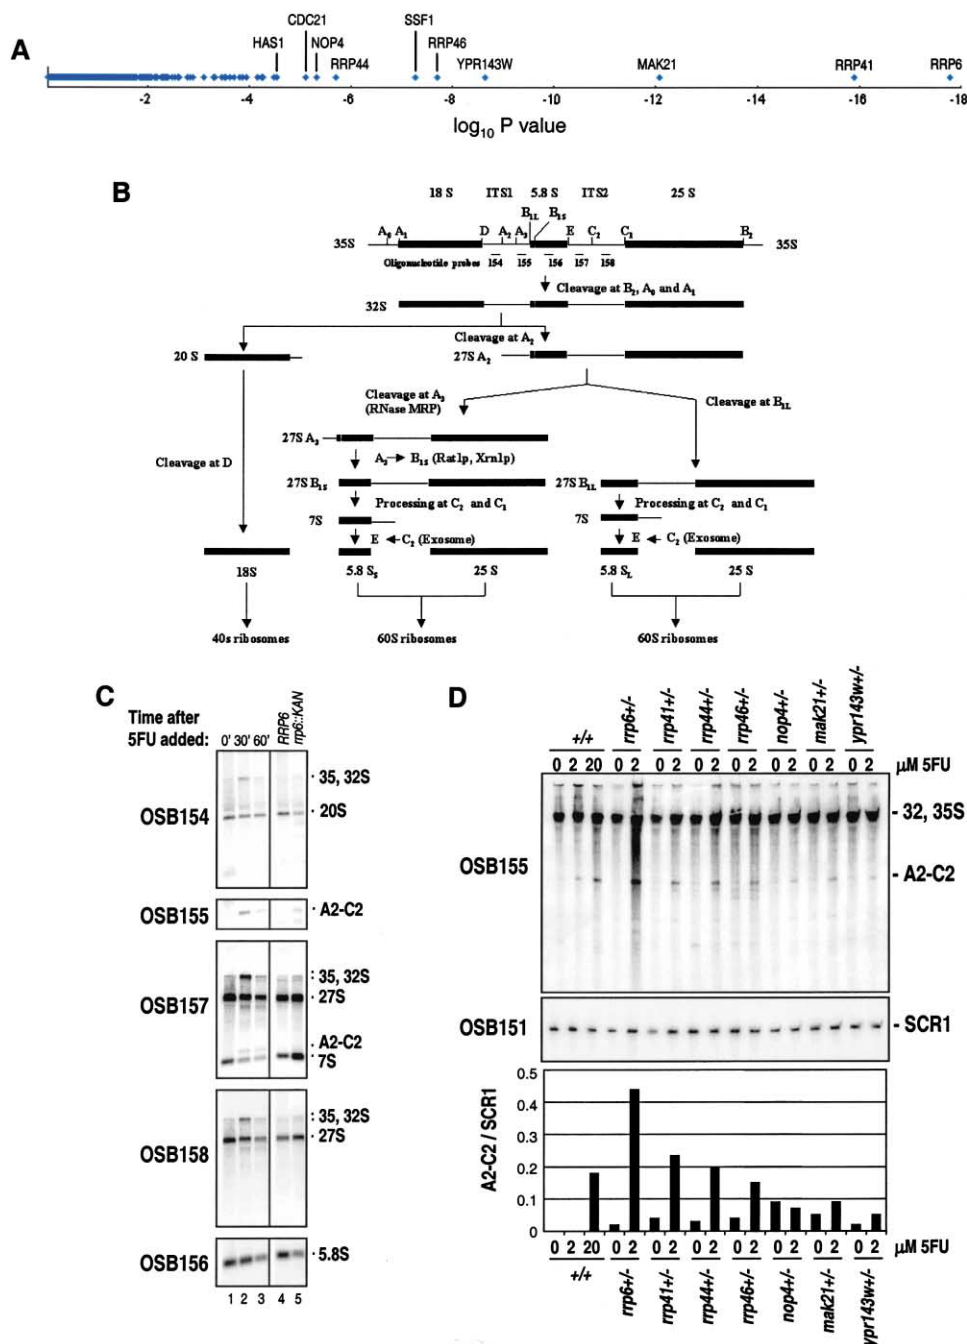 A
CDC21 SSF1
HAS1 NOP4 RRP46
RRP44 YPR143W MAK21 RRP41 RRP6
-2 -4 -6 -8 -10 -12 -14 -16 -18
log10 P value
B
18 S ITS1 5.8 S ITS2 25 S
B1L B1S
A0 A1 D A2 A3 E C2 C1 B2
35S 35S
Oligonucleotide probes 154 155 156 157 158
Cleavage at B2, A0 and A1
32S
Cleavage at A2
20 S 27S A2
Cleavage at A3
(RNase MRP)
Cleavage at B1L
27S A3
Cleavage at D
A3 → B1S (Rat1p, Xrn1p)
27S B1S 27S B1L
Processing at C2 and C1 Processing at C2 and C1
7S 7S
E ← C2 (Exosome) E ← C2 (Exosome)
18S 5.8 SS 25 S 5.8 SL 25 S
40s ribosomes 60S ribosomes 60S ribosomes
C
Time after
5FU added: 0' 30' 60' RRP6 rrp6::KAN
35, 32S
OSB154 20S
OSB155 A2-C2
35, 32S
OSB157 27S
A2-C2
7S
35, 32S
OSB158 27S
OSB156 5.8S
1 2 3 4 5
D
+/+ rrp6+/- rrp41+/- rrp44+/- rrp46+/- nop4+/- mak21+/- ypr143w+/-
0 2 20 0 2 0 2 0 2 0 2 0 2 0 2 0 2 µM 5FU
- 32, 35S
OSB155 - A2-C2
OSB151 - SCR1
A2-C2 / SCR1
0.5
0.4
0.3
0.2
0.1
0
0 2 20 0 2 0 2 0 2 0 2 0 2 0 2 0 2 µM 5FU
+/+ rrp6+/- rrp41+/- rrp44+/- rrp46+/- nop4+/- mak21+/- ypr143w+/-